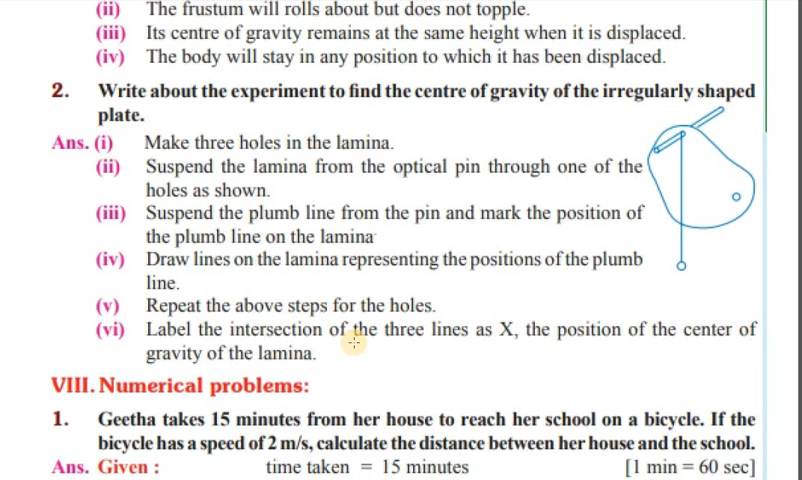 (ii) The frustum will rolls about but does not topple.
(iii) Its centre of gravity remains at the same height when it is displaced.
(iv) The body will stay in any position to which it has been displaced.
2. Write about the experiment to find the centre of gravity of the irregularly shaped
plate.
Ans. (i) Make three holes in the lamina.
(ii) Suspend the lamina from the optical pin through one of the
holes as shown.
(iii) Suspend the plumb line from the pin and mark the position of
the plumb line on the lamina
(iv) Draw lines on the lamina representing the positions of the plumb
line.
(v) Repeat the above steps for the holes.
(vi) Label the intersection of the three lines as X, the position of the center of
gravity of the lamina.
VIII. Numerical problems:
1. Geetha takes 15 minutes from her house to reach her school on a bicycle. If the
bicycle has a speed of 2 m/s, calculate the distance between her house and the school.
Ans. Given : time taken = 15 minutes [1 min = 60 sec]